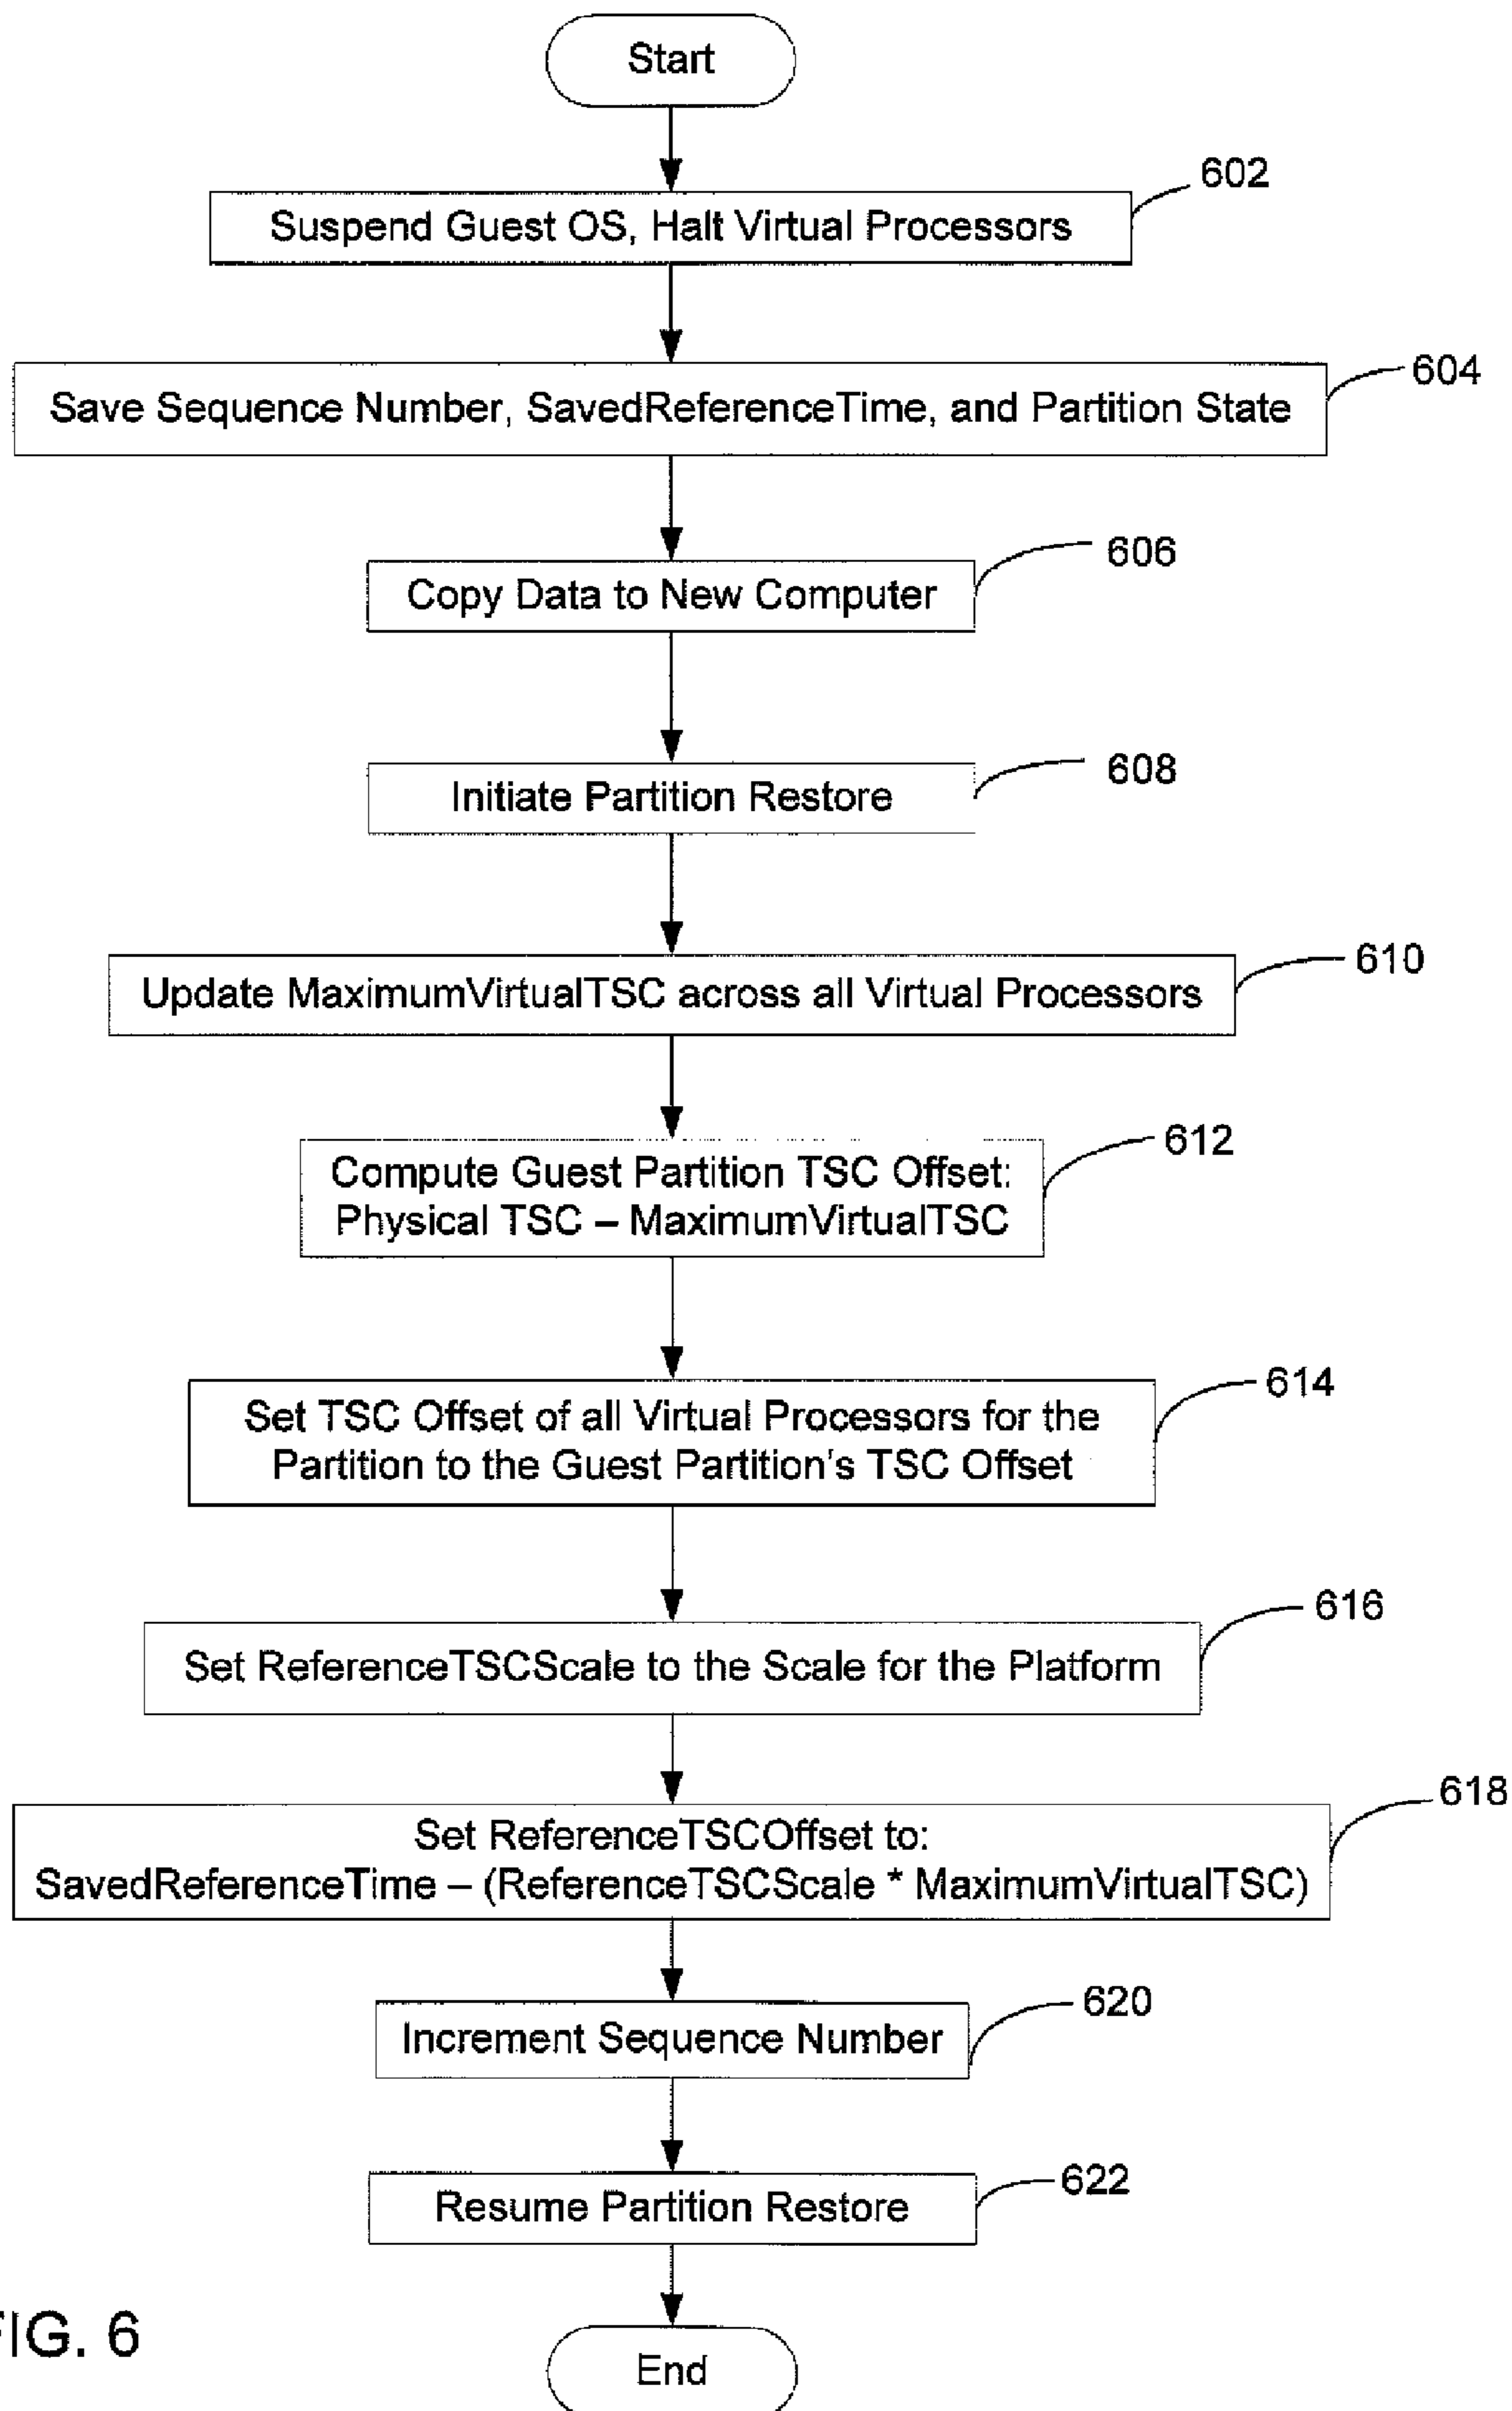 Start
602
Suspend Guest OS, Halt Virtual Processors
604
Save Sequence Number, SavedReferenceTime, and Partition State
606
Copy Data to New Computer
608
Initiate Partition Restore
610
Update MaximumVirtualTSC across all Virtual Processors
612
Compute Guest Partition TSC Offset:
Physical TSC – MaximumVirtualTSC
614
Set TSC Offset of all Virtual Processors for the
Partition to the Guest Partition's TSC Offset
616
Set ReferenceTSCScale to the Scale for the Platform
618
Set ReferenceTSCOffset to:
SavedReferenceTime – (ReferenceTSCScale * MaximumVirtualTSC)
620
Increment Sequence Number
622
Resume Partition Restore
End
FIG. 6